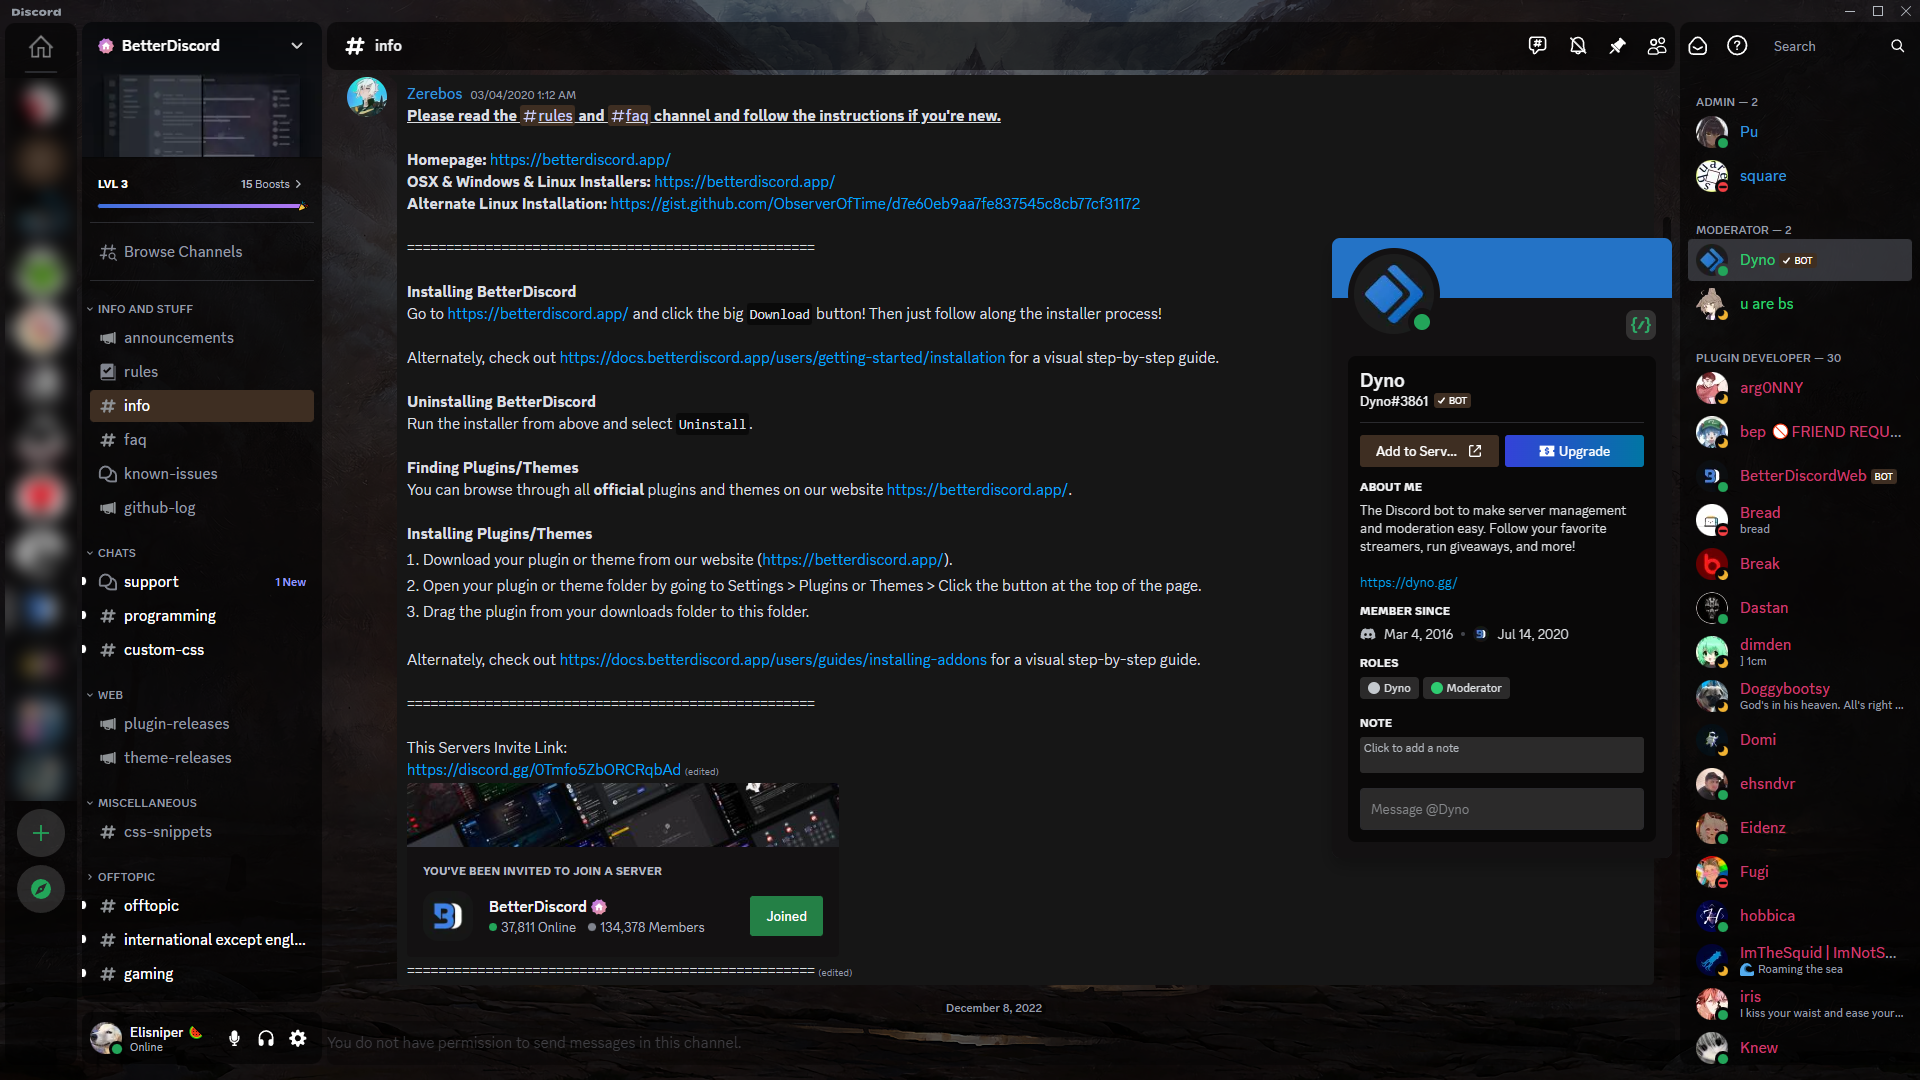 Discord
BetterDiscord
LVL 3
15 Boosts
Browse Channels
INFO AND STUFF
announcements
rules
info
faq
known-issues
github-log
CHATS
support
1 New
programming
custom-css
WEB
plugin-releases
theme-releases
MISCELLANEOUS
css-snippets
OFFTOPIC
offtopic
international except engl...
gaming
Elisniper
Online
info
Zerebos 03/04/2020 1:12 AM
Please read the #rules and #faq channel and follow the instructions if you're new.
Homepage: https://betterdiscord.app/
OSX & Windows & Linux Installers: https://betterdiscord.app/
Alternate Linux Installation: https://gist.github.com/ObserverOfTime/d7e60eb9aa7fe837545c8cb77cf31172
====================================================
Installing BetterDiscord
Go to https://betterdiscord.app/ and click the big Download button! Then just follow along the installer process!
Alternately, check out https://docs.betterdiscord.app/users/getting-started/installation for a visual step-by-step guide.
Uninstalling BetterDiscord
Run the installer from above and select Uninstall.
Finding Plugins/Themes
You can browse through all official plugins and themes on our website https://betterdiscord.app/.
Installing Plugins/Themes
1. Download your plugin or theme from our website (https://betterdiscord.app/).
2. Open your plugin or theme folder by going to Settings > Plugins or Themes > Click the button at the top of the page.
3. Drag the plugin from your downloads folder to this folder.
Alternately, check out https://docs.betterdiscord.app/users/guides/installing-addons for a visual step-by-step guide.
====================================================
This Servers Invite Link:
https://discord.gg/0Tmfo5ZbORCRqbAd (edited)
YOU'VE BEEN INVITED TO JOIN A SERVER
BetterDiscord
37,811 Online 134,378 Members
Joined
==================================================== (edited)
December 8, 2022
You do not have permission to send messages in this channel.
Dyno
Dyno#3861 BOT
Add to Serv...
Upgrade
ABOUT ME
The Discord bot to make server management
and moderation easy. Follow your favorite
streamers, run giveaways, and more!
https://dyno.gg/
MEMBER SINCE
Mar 4, 2016 • Jul 14, 2020
ROLES
Dyno Moderator
NOTE
Click to add a note
Message @Dyno
Search
ADMIN — 2
Pu
square
MODERATOR — 2
Dyno BOT
u are bs
PLUGIN DEVELOPER — 30
arg0NNY
bep 🚫 FRIEND REQU...
BetterDiscordWeb BOT
Bread
bread
Break
Dastan
dimden
] 1cm
Doggybootsy
God's in his heaven. All's right ...
Domi
ehsndvr
Eidenz
Fugi
hobbica
ImTheSquid | ImNotS...
Roaming the sea
iris
I kiss your waist and ease your...
Knew